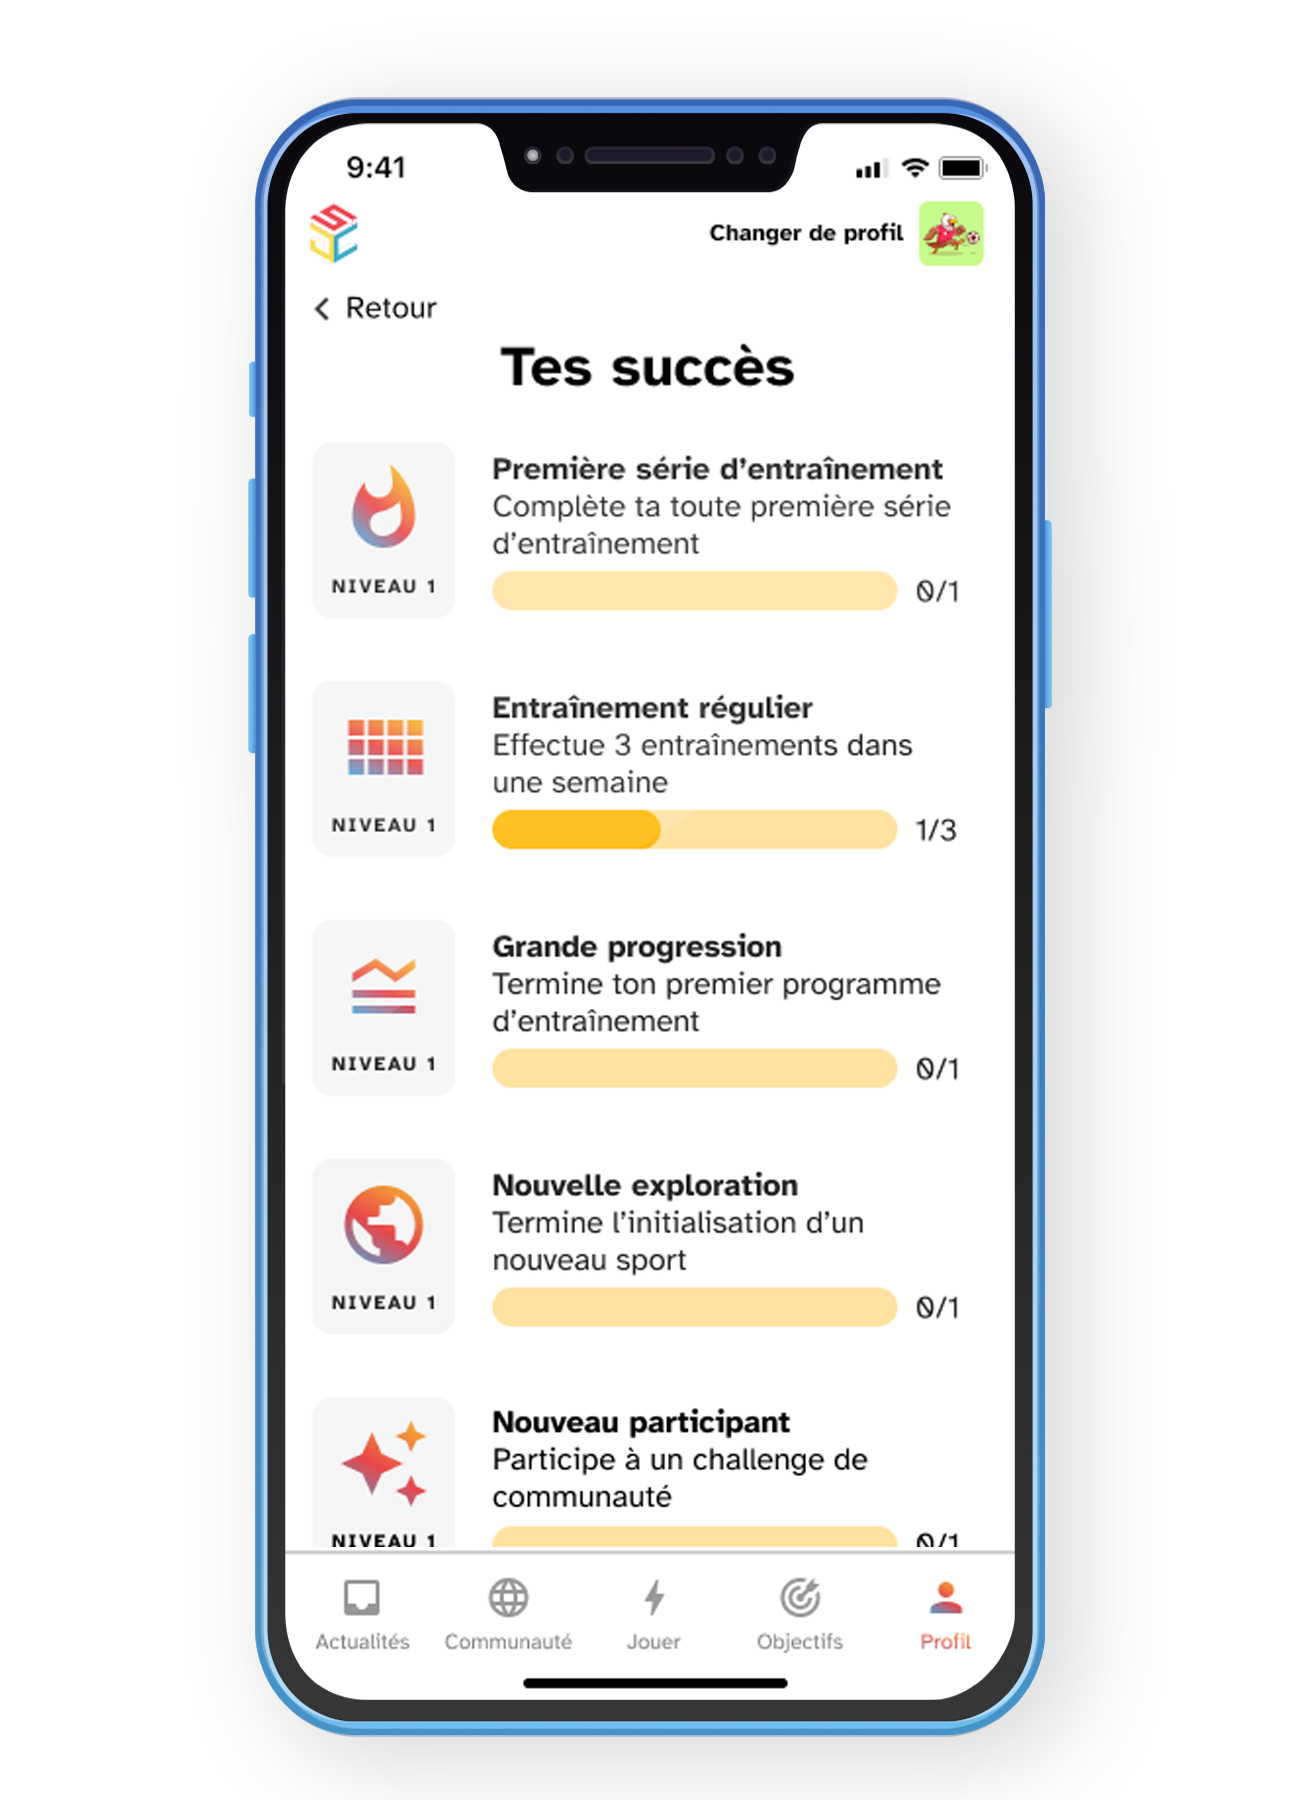 9:41
Changer de profil
Retour
Tes succès
Première série d’entraînement
Complète ta toute première série
d’entraînement
NIVEAU 1
0/1
Entraînement régulier
Effectue 3 entraînements dans
une semaine
NIVEAU 1
1/3
Grande progression
Termine ton premier programme
d’entraînement
NIVEAU 1
0/1
Nouvelle exploration
Termine l’initialisation d’un
nouveau sport
NIVEAU 1
0/1
Nouveau participant
Participe à un challenge de
communauté
NIVEAU 1
0/1
Actualités
Communauté
Jouer
Objectifs
Profil